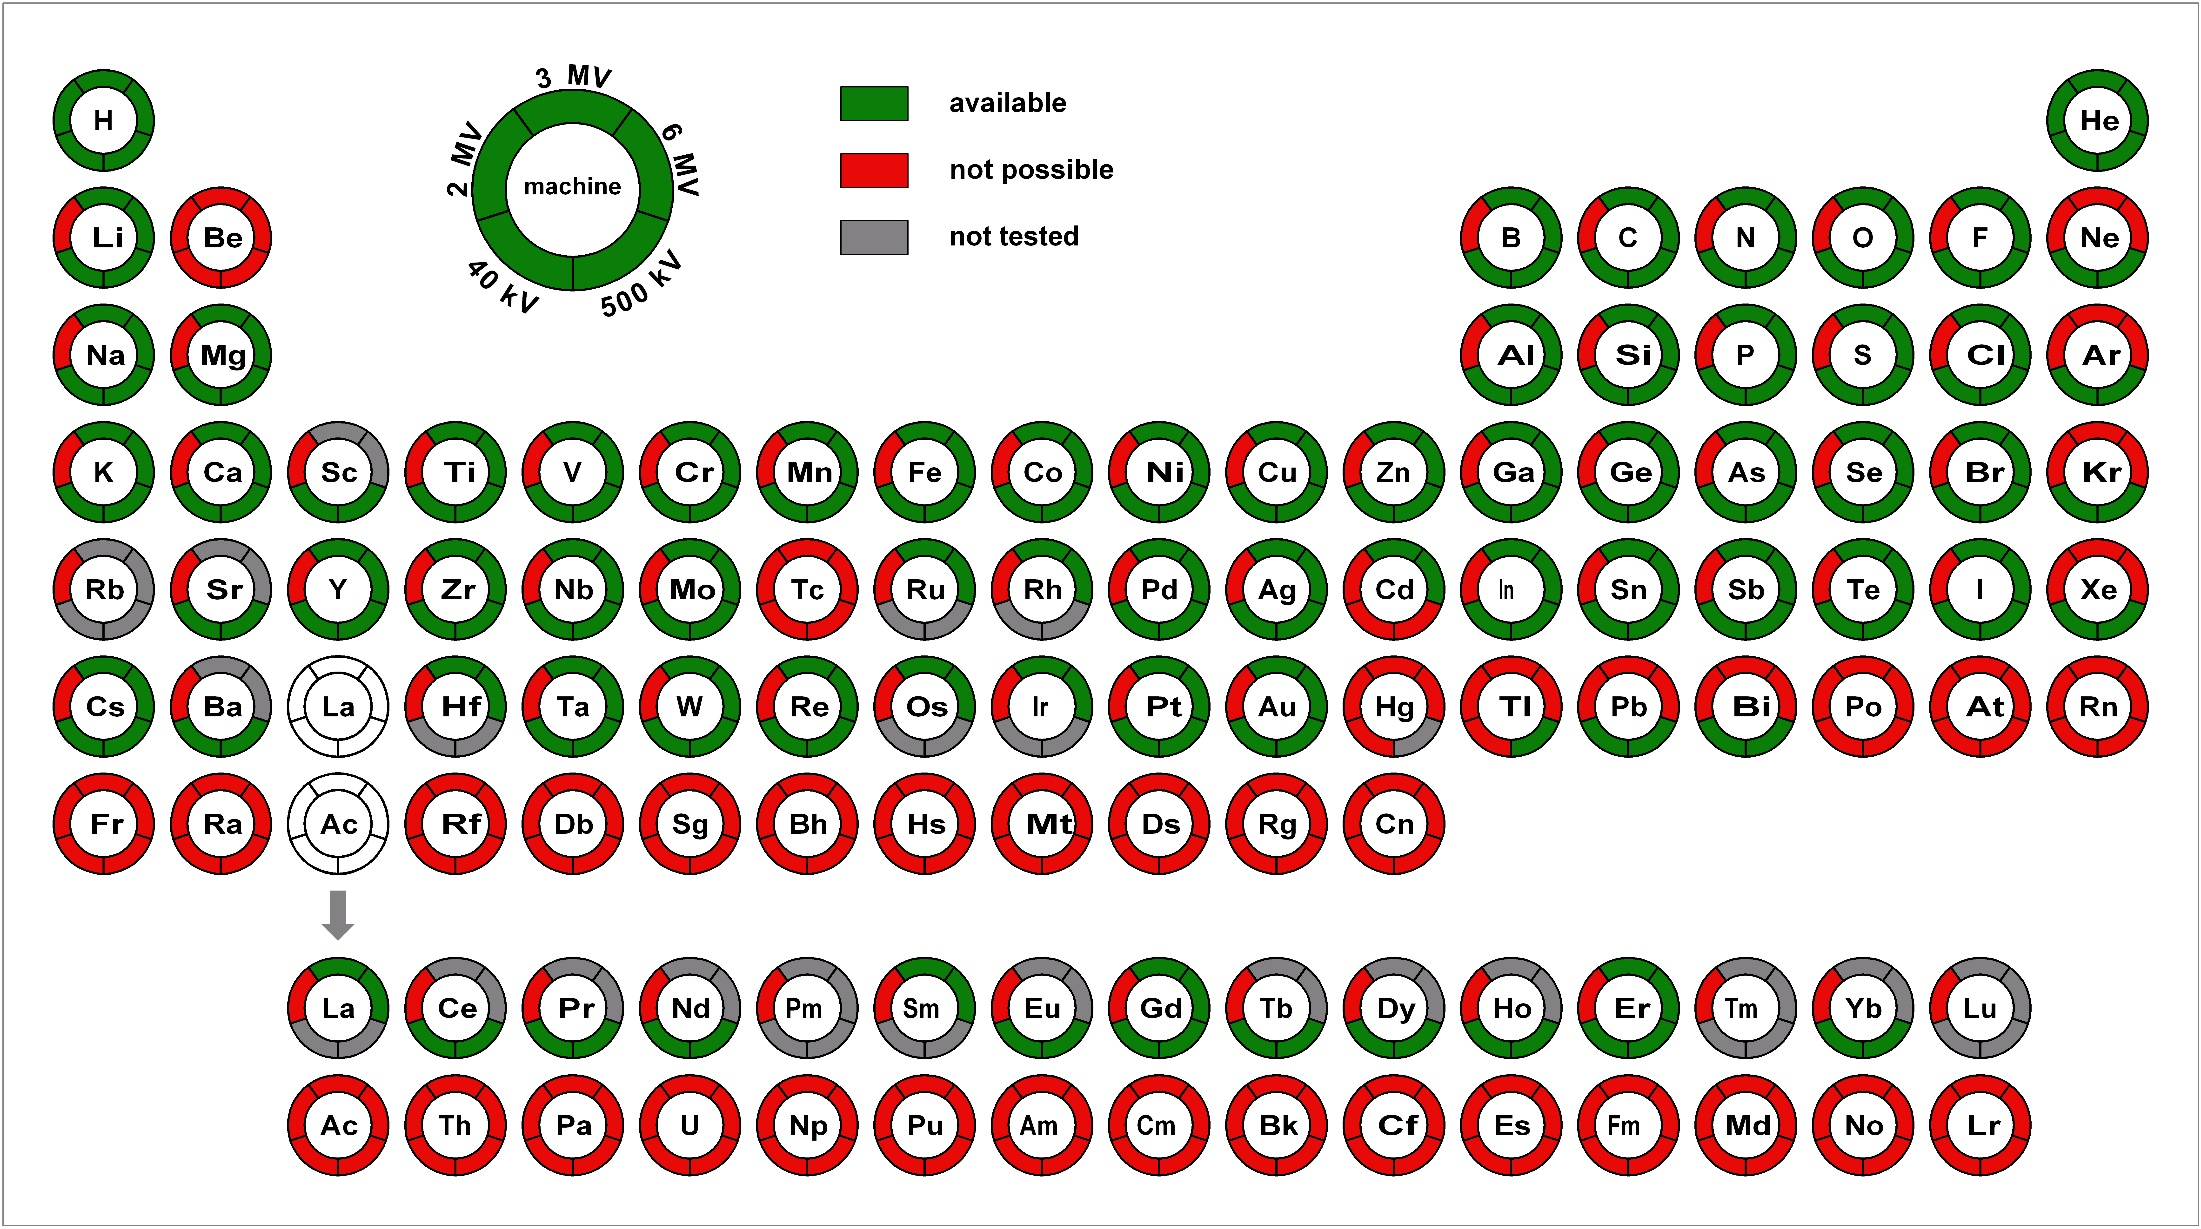 3 MV
6 MV
2 MV
40 kV
500 kV
machine
available
not possible
not tested
H He
Li Be B C N O F Ne
Na Mg Al Si P S Cl Ar
K Ca Sc Ti V Cr Mn Fe Co Ni Cu Zn Ga Ge As Se Br Kr
Rb Sr Y Zr Nb Mo Tc Ru Rh Pd Ag Cd In Sn Sb Te I Xe
Cs Ba La Hf Ta W Re Os Ir Pt Au Hg Tl Pb Bi Po At Rn
Fr Ra Ac Rf Db Sg Bh Hs Mt Ds Rg Cn
La Ce Pr Nd Pm Sm Eu Gd Tb Dy Ho Er Tm Yb Lu
Ac Th Pa U Np Pu Am Cm Bk Cf Es Fm Md No Lr